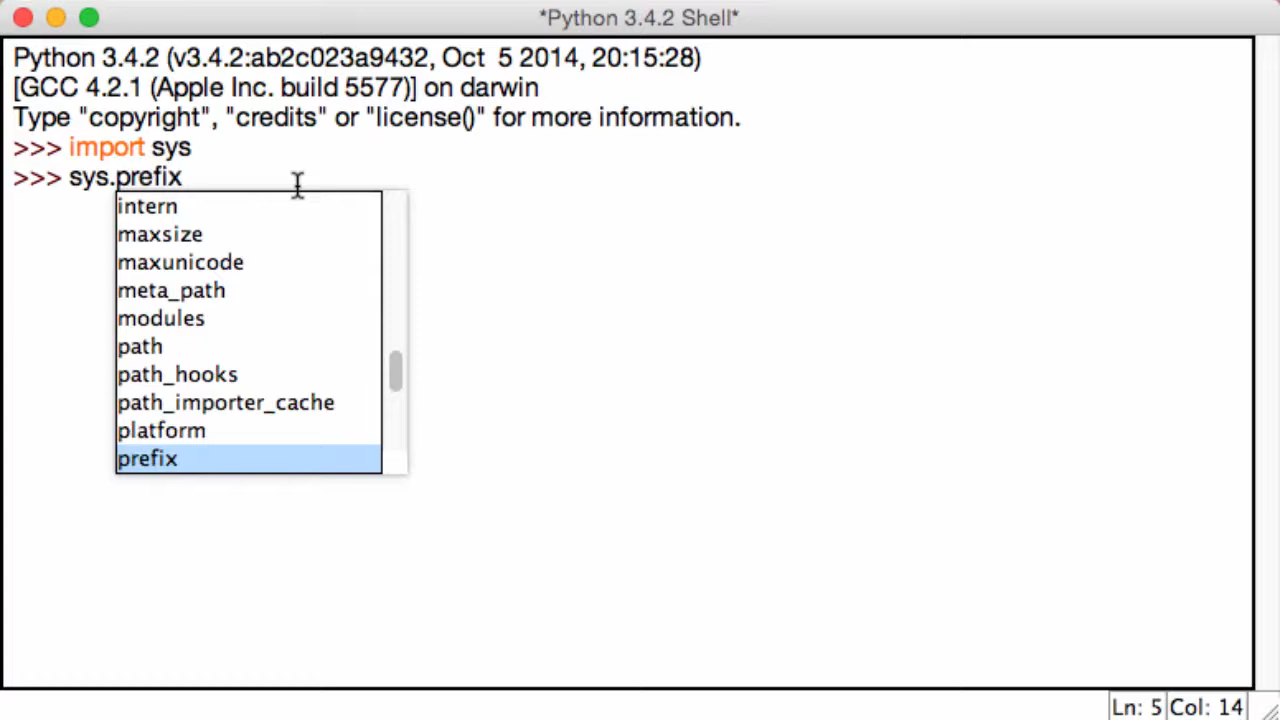 *Python 3.4.2 Shell*
Python 3.4.2 (v3.4.2:ab2c023a9432, Oct  5 2014, 20:15:28)
[GCC 4.2.1 (Apple Inc. build 5577)] on darwin
Type "copyright", "credits" or "license()" for more information.
>>> import sys
>>> sys.prefix
intern
maxsize
maxunicode
meta_path
modules
path
path_hooks
path_importer_cache
platform
prefix
Ln: 5 Col: 14